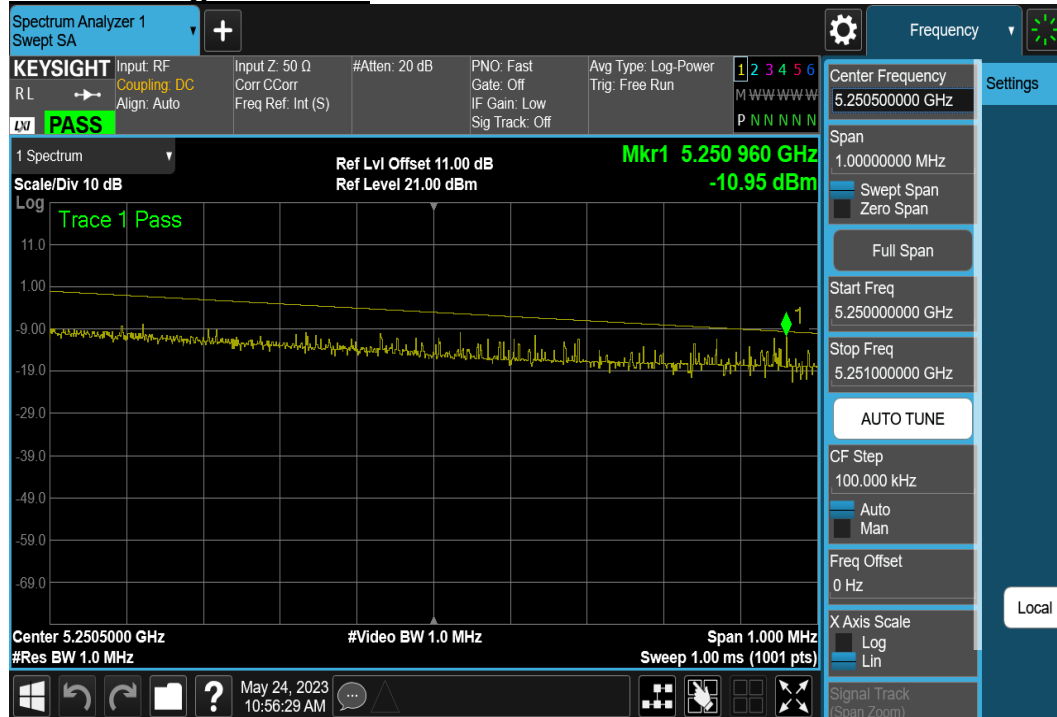 Spectrum Analyzer 1
Swept SA
Frequency
KEYSIGHT
RL
LXI PASS
Input: RF
Coupling: DC
Align: Auto
Input Z: 50 Ω
Corr CCorr
Freq Ref: Int (S)
#Atten: 20 dB
PNO: Fast
Gate: Off
IF Gain: Low
Sig Track: Off
Avg Type: Log-Power
Trig: Free Run
1 2 3 4 5 6
M W W W W W
P N N N N N
1 Spectrum
Scale/Div 10 dB
Ref Lvl Offset 11.00 dB
Ref Level 21.00 dBm
Mkr1 5.250 960 GHz
-10.95 dBm
Log
Trace 1 Pass
11.0
1.00
-9.00
-19.0
-29.0
-39.0
-49.0
-59.0
-69.0
1
Center 5.2505000 GHz
#Res BW 1.0 MHz
#Video BW 1.0 MHz
Span 1.000 MHz
Sweep 1.00 ms (1001 pts)
May 24, 2023
10:56:29 AM
Center Frequency
5.250500000 GHz
Span
1.00000000 MHz
Swept Span
Zero Span
Full Span
Start Freq
5.250000000 GHz
Stop Freq
5.251000000 GHz
AUTO TUNE
CF Step
100.000 kHz
Auto
Man
Freq Offset
0 Hz
X Axis Scale
Log
Lin
Signal Track
(Span Zoom)
Settings
Local